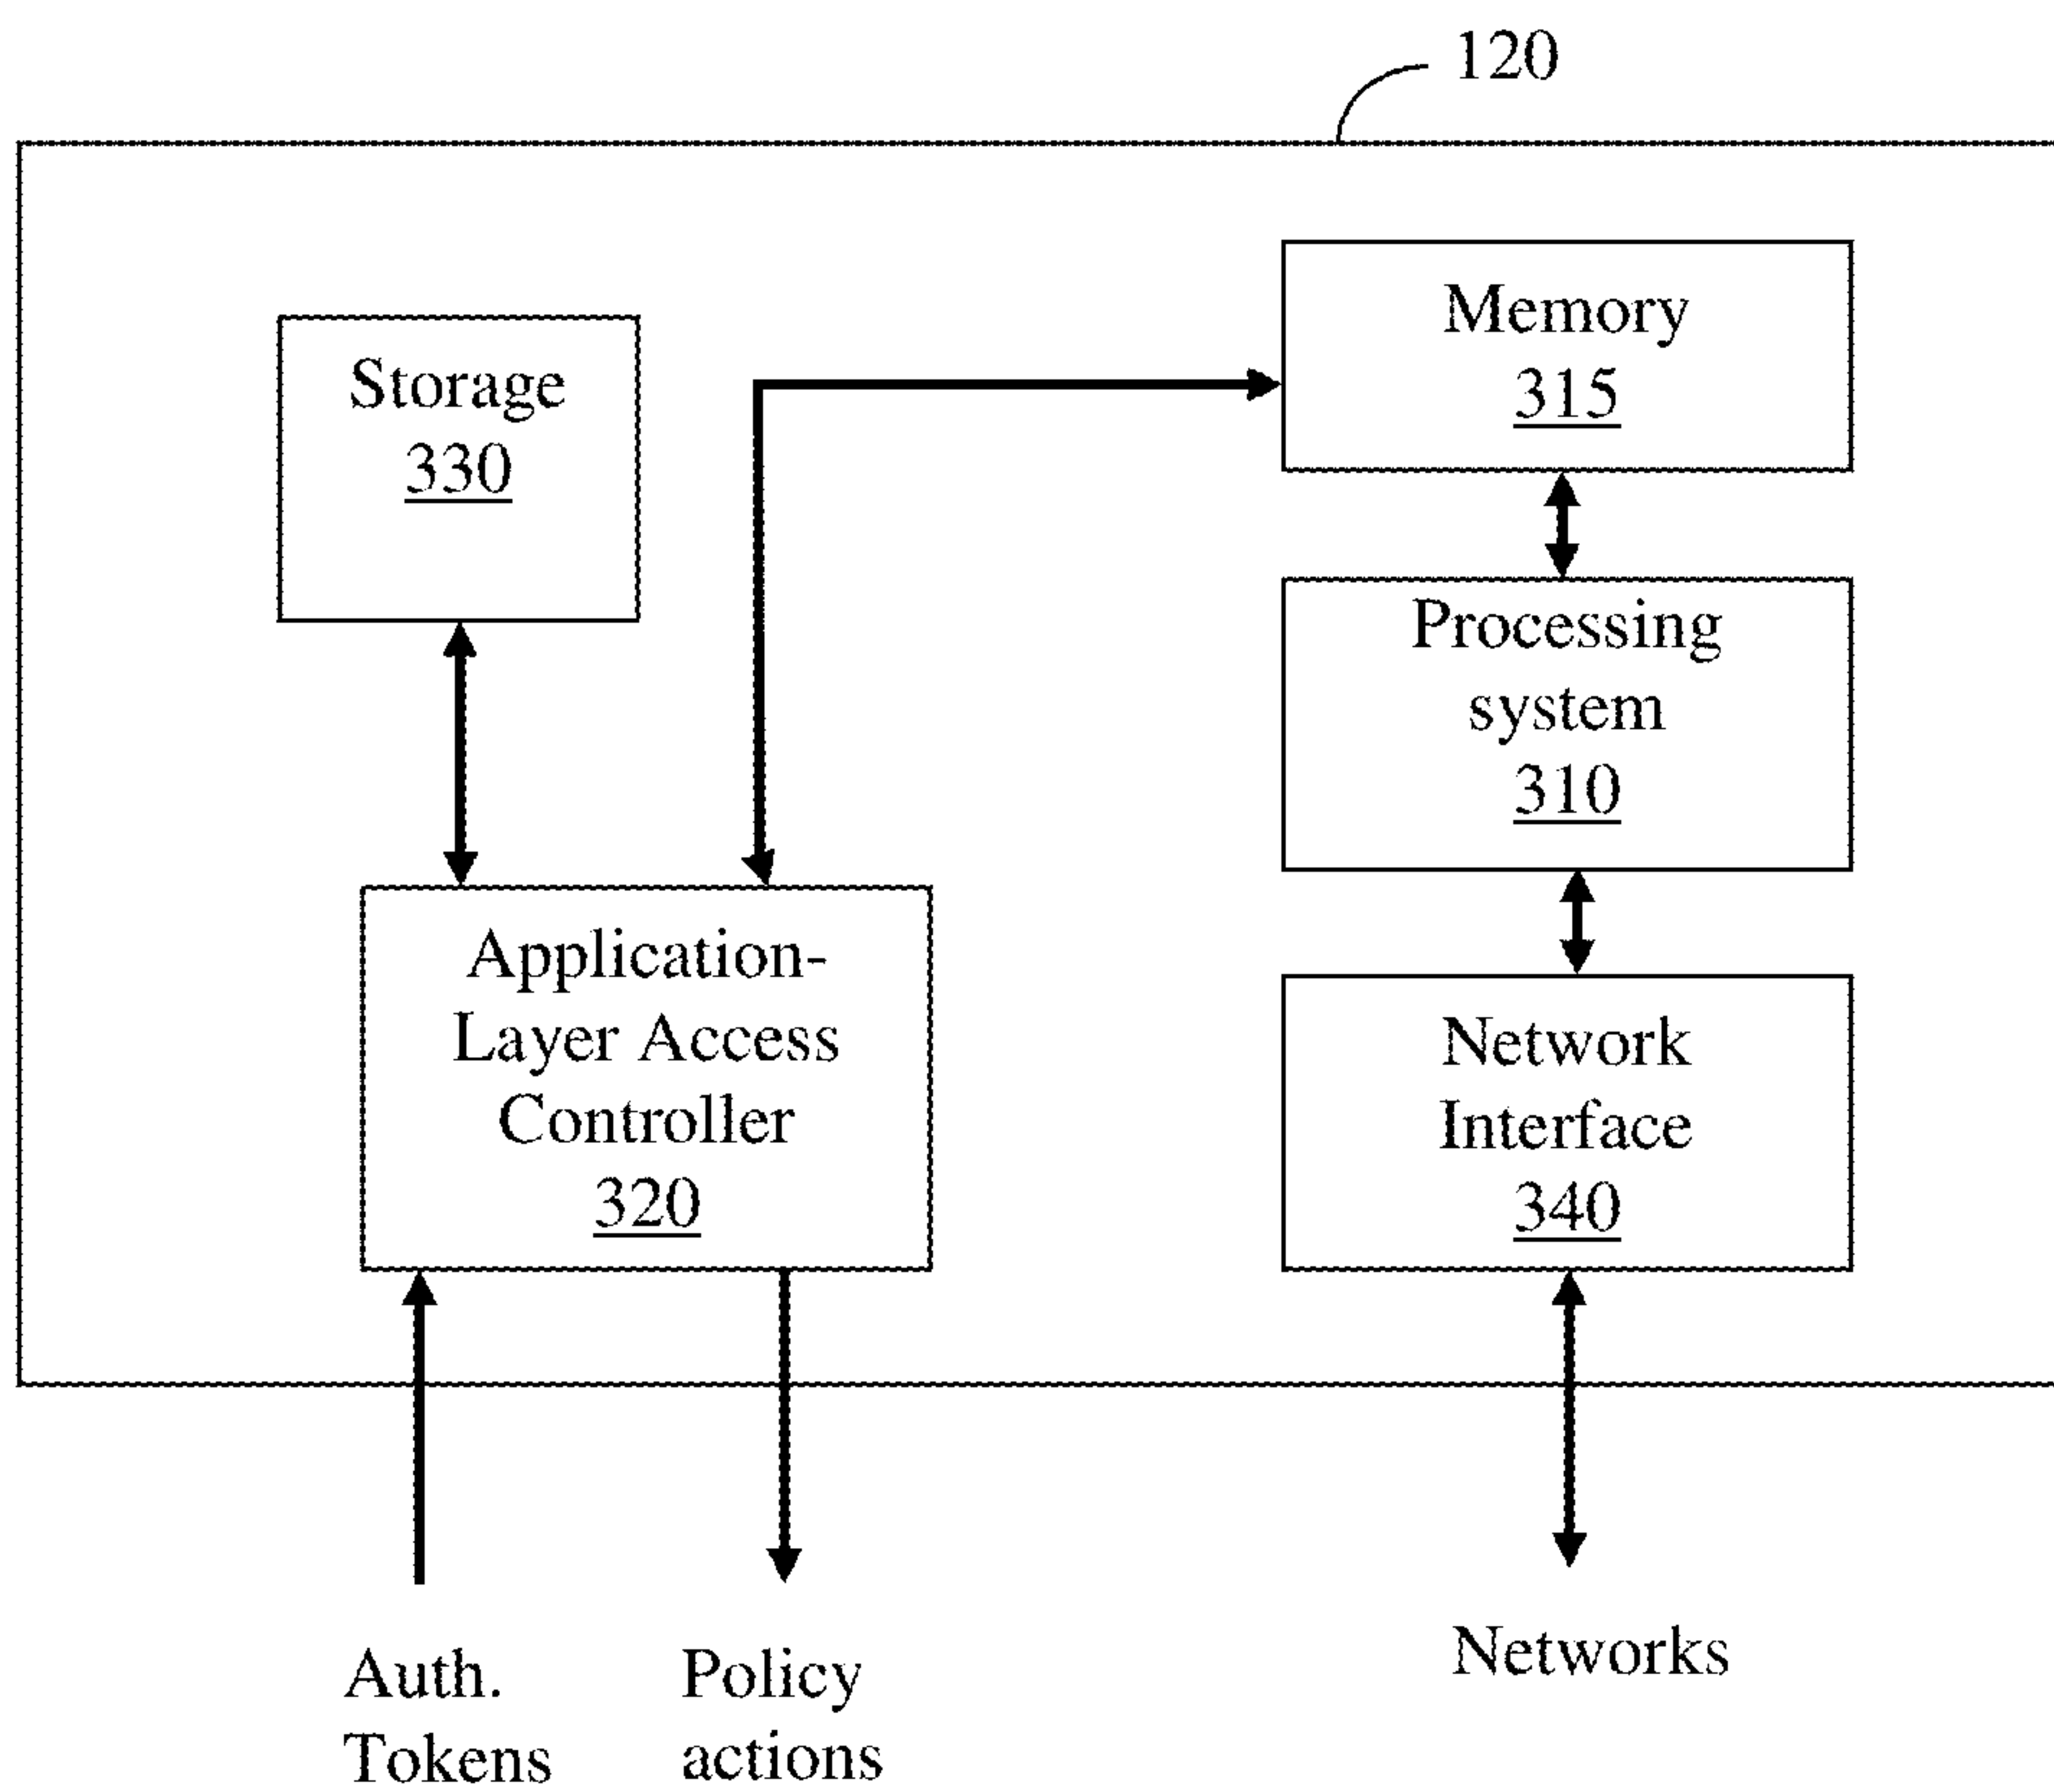 120
Memory
315
Storage
330
Processing
system
310
Application-
Layer Access
Controller
320
Network
Interface
340
Auth.
Tokens
Policy
actions
Networks